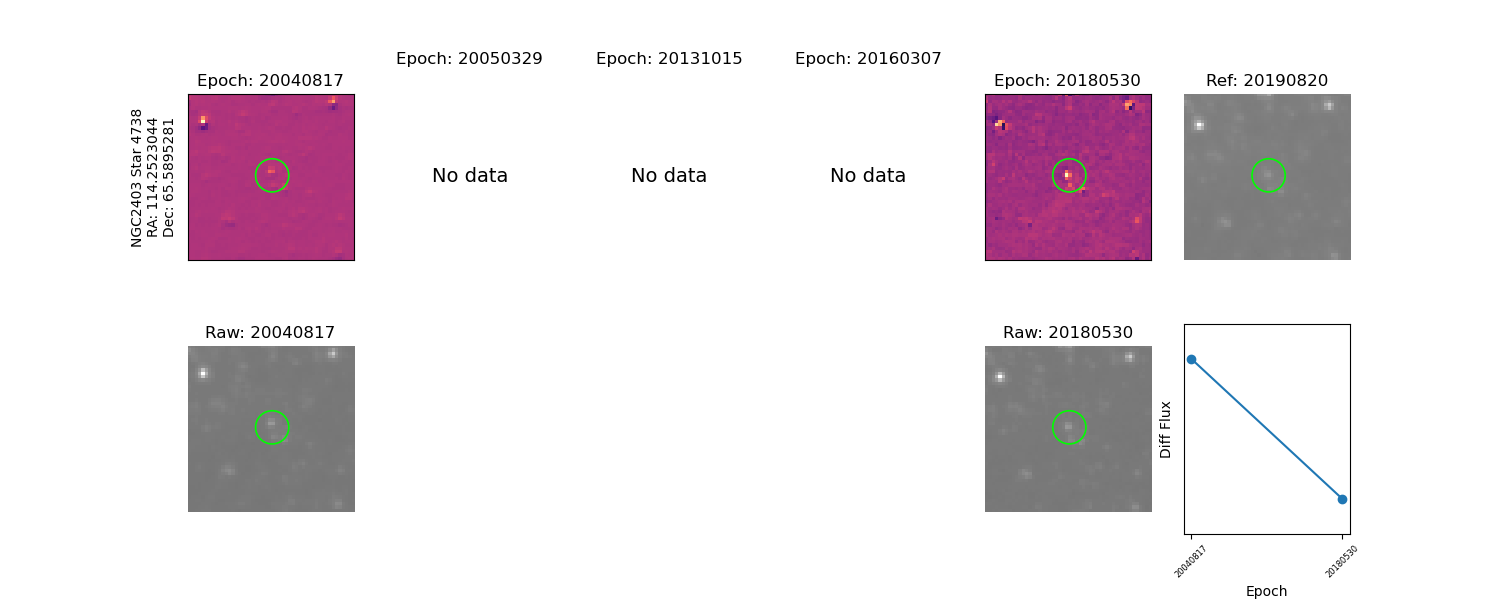 Epoch: 20040817
Epoch: 20050329
Epoch: 20131015
Epoch: 20160307
Epoch: 20180530
Ref: 20190820
NGC2403 Star 4738
RA: 114.2523044
Dec: 65.5895281
No data
No data
No data
Raw: 20040817
Raw: 20180530
Diff Flux
20040817
20180530
Epoch